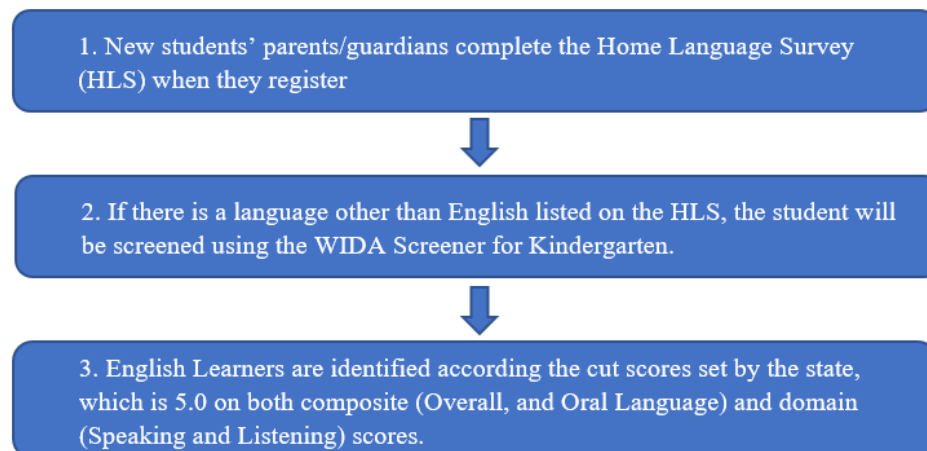 1. New students’ parents/guardians complete the Home Language Survey
(HLS) when they register
2. If there is a language other than English listed on the HLS, the student will
be screened using the WIDA Screener for Kindergarten.
3. English Learners are identified according the cut scores set by the state,
which is 5.0 on both composite (Overall, and Oral Language) and domain
(Speaking and Listening) scores.